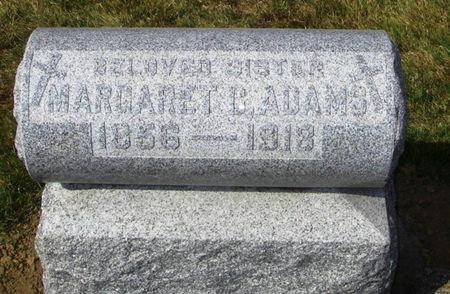 BELOVED SISTER
MARGARET C. ADAMS
1856 — 1918